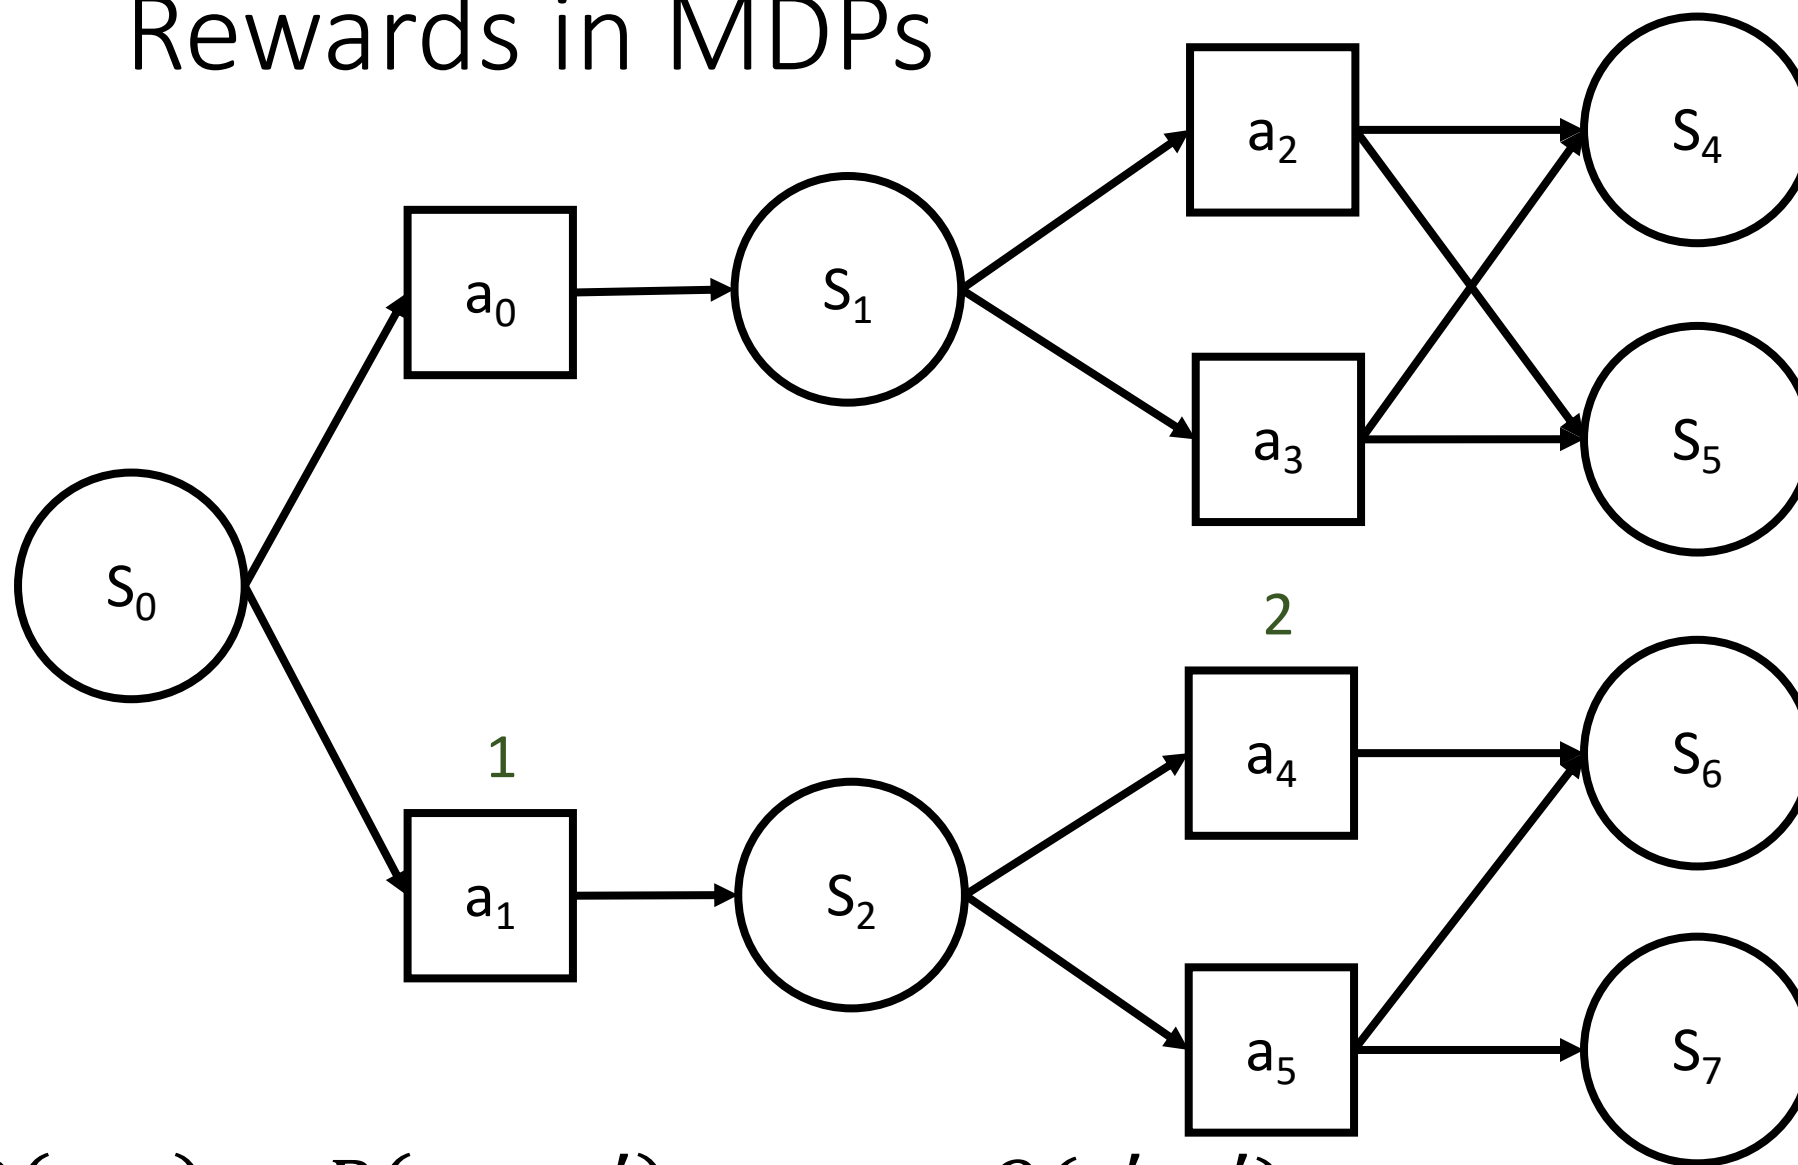 Rewards in MDPs
a₂
S₄
a₀
S₁
a₃
S₅
S₀
2
1
a₄
S₆
a₁
S₂
a₅
S₇